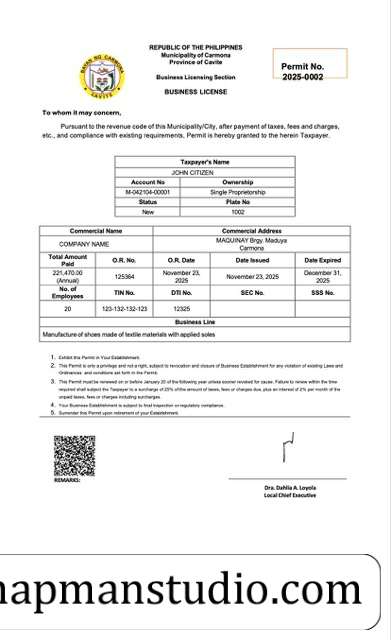 REPUBLIC OF THE PHILIPPINES
Municipality of Carmona
Province of Cavite
Business Licensing Section
BUSINESS LICENSE
Permit No.
2025-0002
BAYAN NG CARMONA
CAVITE
To whom it may concern,
Pursuant to the revenue code of this Municipality/City, after payment of taxes, fees and charges,
etc., and compliance with existing requirements, Permit is hereby granted to the herein Taxpayer.
Taxpayer's Name
JOHN CITIZEN
Account No Ownership
M-042104-00001 Single Proprietorship
Status Plate No
New 1002
Commercial Name Commercial Address
COMPANY NAME MAQUINAY Brgy. Maduya
Carmona
Total Amount Paid O.R. No. O.R. Date Date Issued Date Expired
221,470.00 (Annual) 125364 November 23, 2025 November 23, 2025 December 31, 2025
No. of Employees TIN No. DTI No. SEC No. SSS No.
20 123-132-132-123 12325
Business Line
Manufacture of shoes made of textile materials with applied soles
1. Exhibit this Permit in Your Establishment.
2. This Permit is only a privilege and not a right, subject to revocation and closure of Business Establishment for any violation of existing Laws and
Ordinances and conditions set forth in the Permit.
3. This Permit must be renewed on or before January 20 of the following year unless sooner revoked for cause. Failure to renew within the time
required shall subject the Taxpayer to a surcharge of 25% of the amount of taxes, fees or charges due, plus an interest of 2% per month of the
unpaid taxes, fees or charges including surcharges.
4. Your Business Establishment is subject to final inspection or regulatory compliance.
5. Surrender this Permit upon retirement of your Establishment.
REMARKS:
Dra. Dahlia A. Loyola
Local Chief Executive
hapmanstudio.com